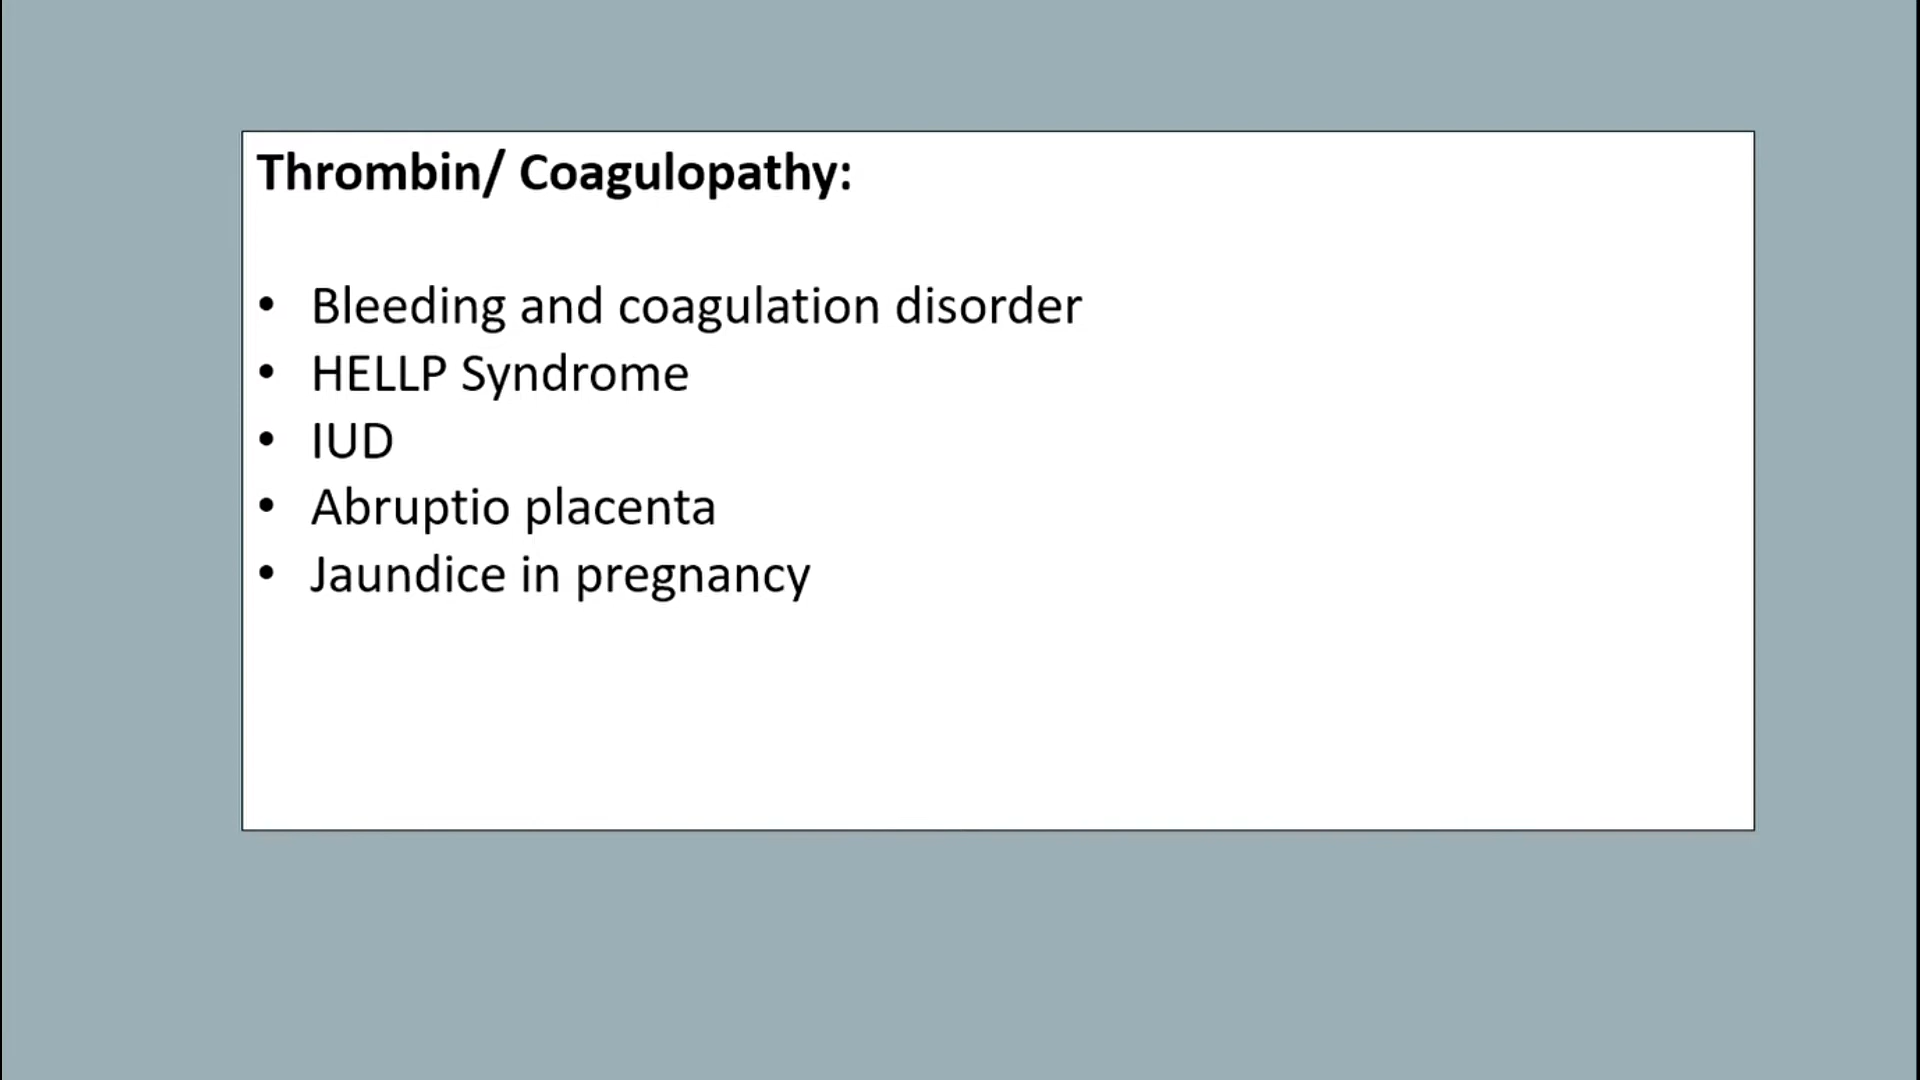 Thrombin/ Coagulopathy:
• Bleeding and coagulation disorder
• HELLP Syndrome
• IUD
• Abruptio placenta
• Jaundice in pregnancy